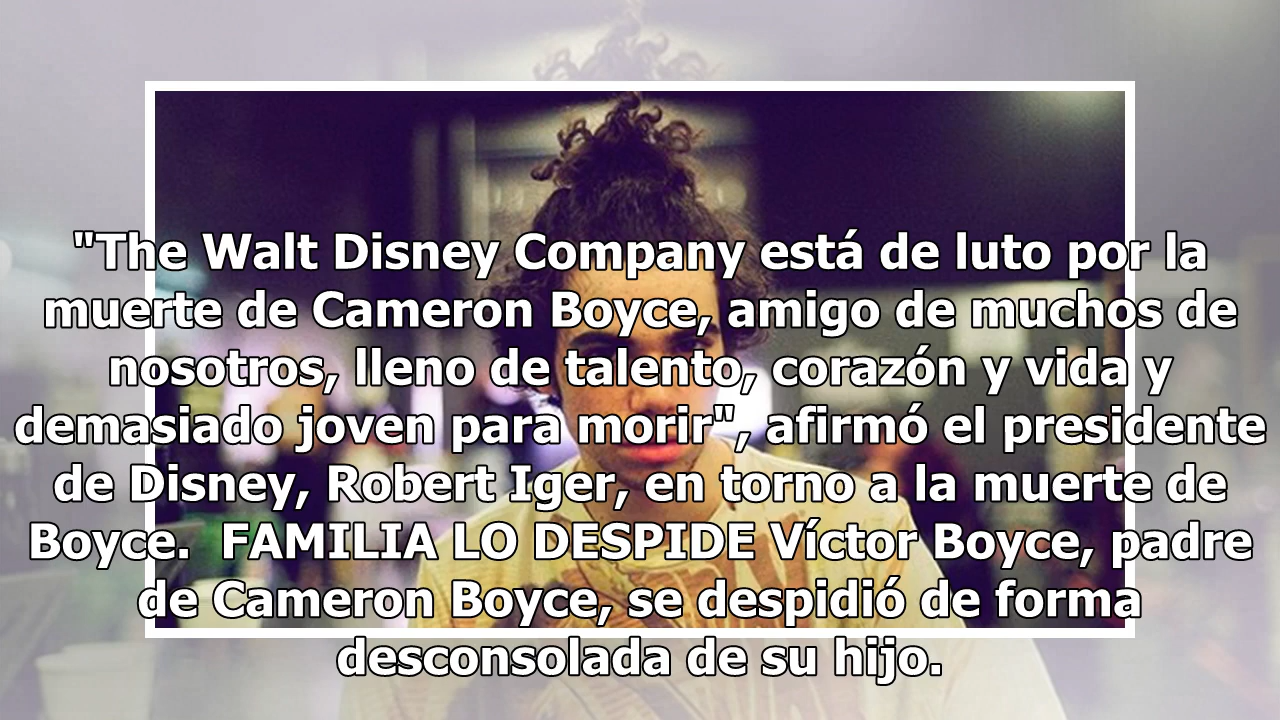 "The Walt Disney Company está de luto por la
muerte de Cameron Boyce, amigo de muchos de
nosotros, lleno de talento, corazón y vida y
demasiado joven para morir", afirmó el presidente
de Disney, Robert Iger, en torno a la muerte de
Boyce.  FAMILIA LO DESPIDE Víctor Boyce, padre
de Cameron Boyce, se despidió de forma
desconsolada de su hijo.